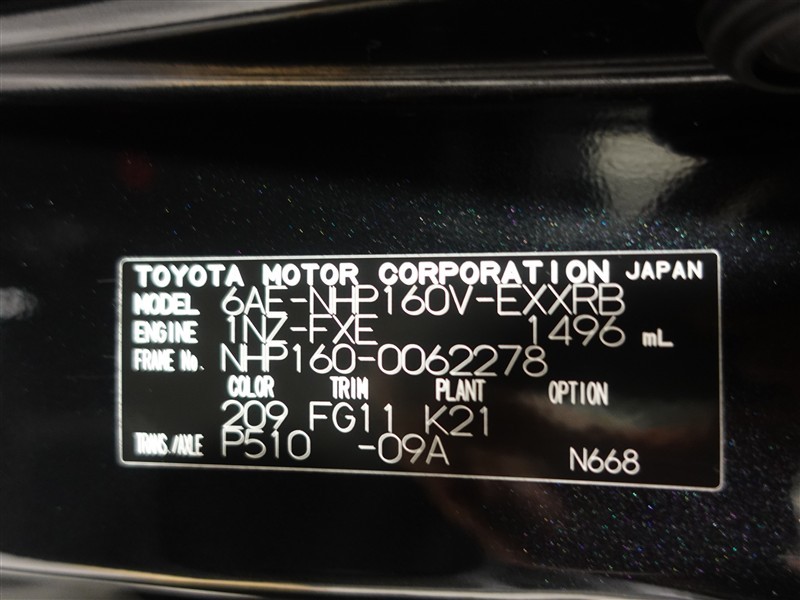 TOYOTA MOTOR CORPORATION JAPAN
MODEL 6AE-NHP160V-EXXRB
ENGINE 1NZ-FXE 1496 mL
FRAME No. NHP160-0062278
COLOR TRIM PLANT OPTION
209 FG11 K21
TRANS./AXLE P510 -09A N668